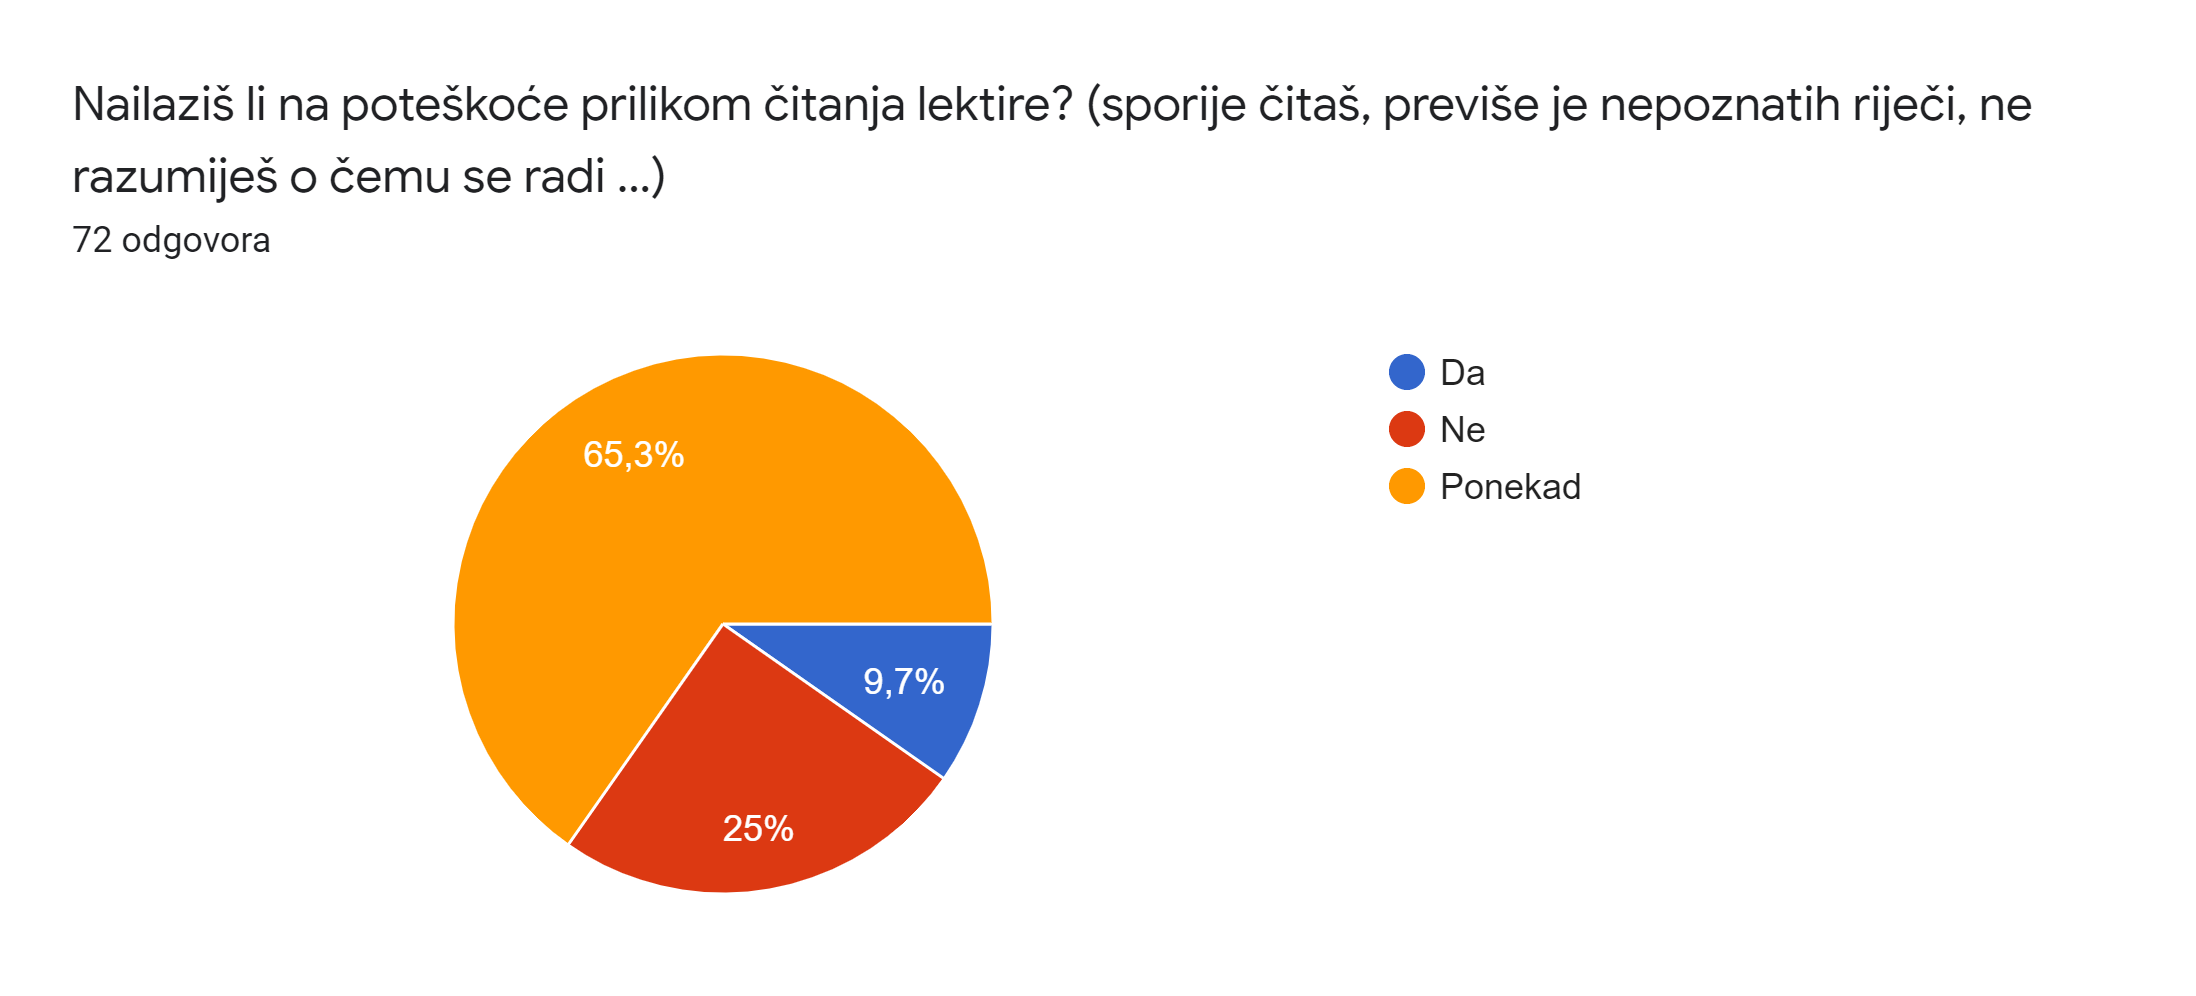 Nailaziš li na poteškoće prilikom čitanja lektire? (sporije čitaš, previše je nepoznatih riječi, ne
razumiješ o čemu se radi ...)
72 odgovora
Da
Ne
Ponekad
65,3%
9,7%
25%